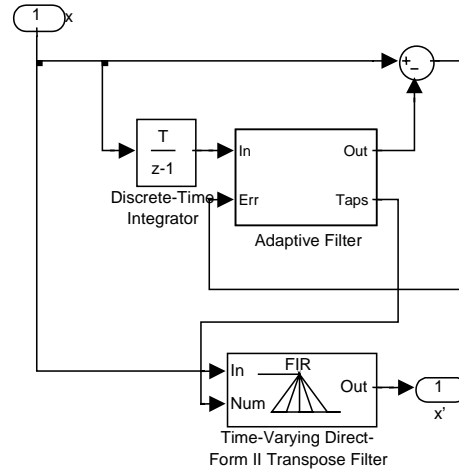 1
x
+
−
T
z-1
Discrete-Time
Integrator
In
Out
Err
Taps
Adaptive Filter
In
FIR
Out
Num
1
x'
Time-Varying Direct-
Form II Transpose Filter